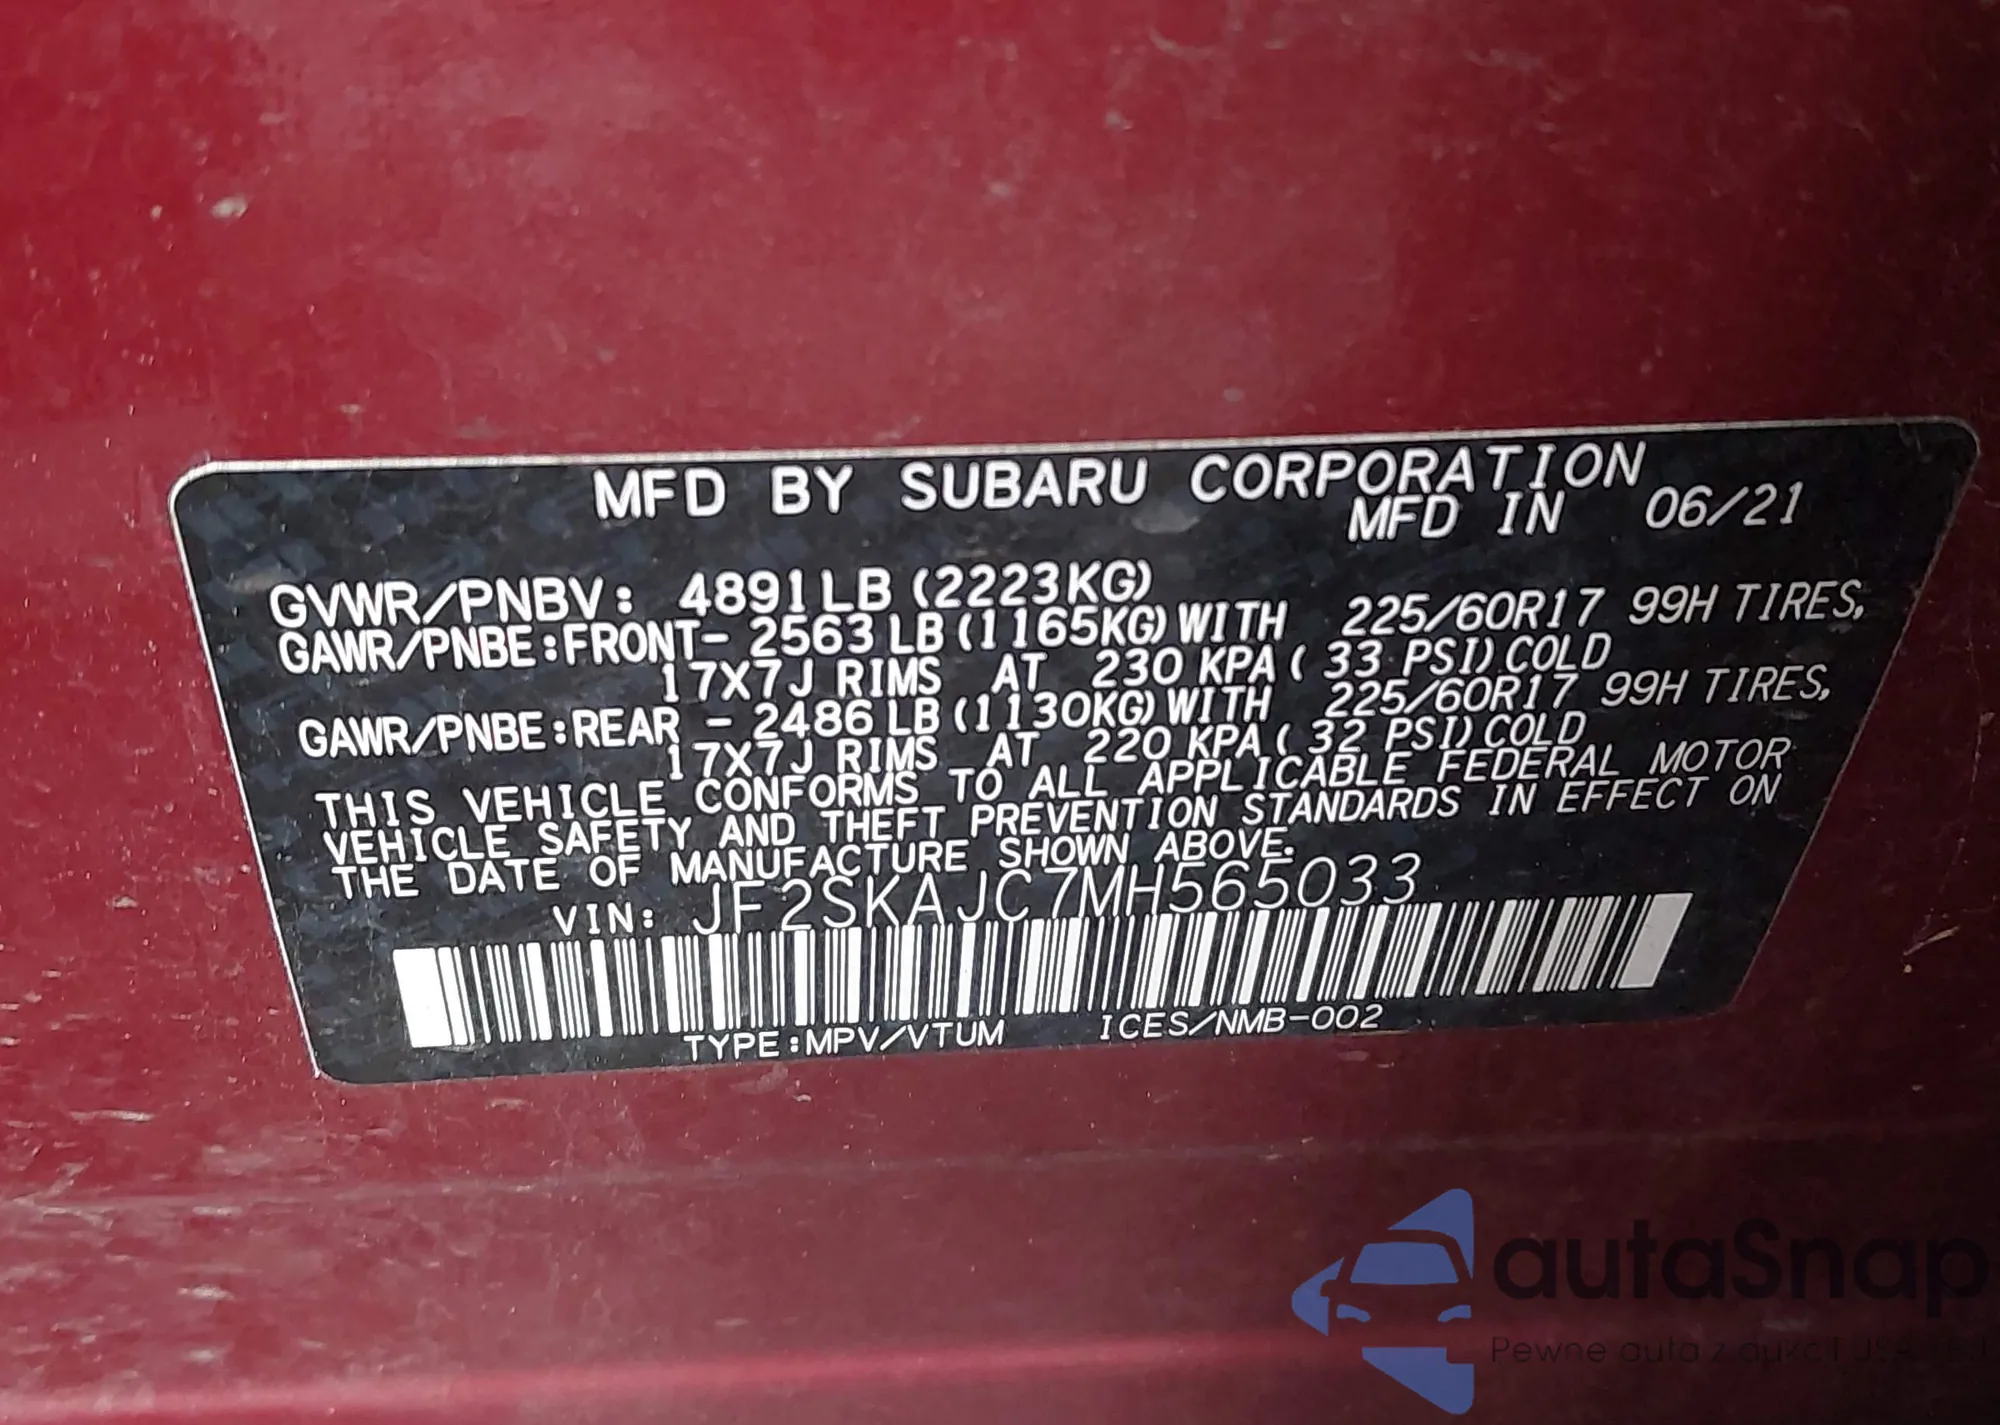 MFD BY SUBARU CORPORATION
MFD IN 06/21
GVWR/PNBV: 4891LB (2223KG)
GAWR/PNBE:FRONT- 2563 LB (1165KG) WITH 225/60R17 99H TIRES,
17X7J RIMS AT 230 KPA ( 33 PSI) COLD
GAWR/PNBE:REAR - 2486 LB (1130KG) WITH 225/60R17 99H TIRES,
17X7J RIMS AT 220 KPA ( 32 PSI) COLD
THIS VEHICLE CONFORMS TO ALL APPLICABLE FEDERAL MOTOR
VEHICLE SAFETY AND THEFT PREVENTION STANDARDS IN EFFECT ON
THE DATE OF MANUFACTURE SHOWN ABOVE.
VIN: JF2SKAJC7MH565033
TYPE:MPV/VTUM ICES/NMB-002
autaSnap
Pewne auta z aukcji